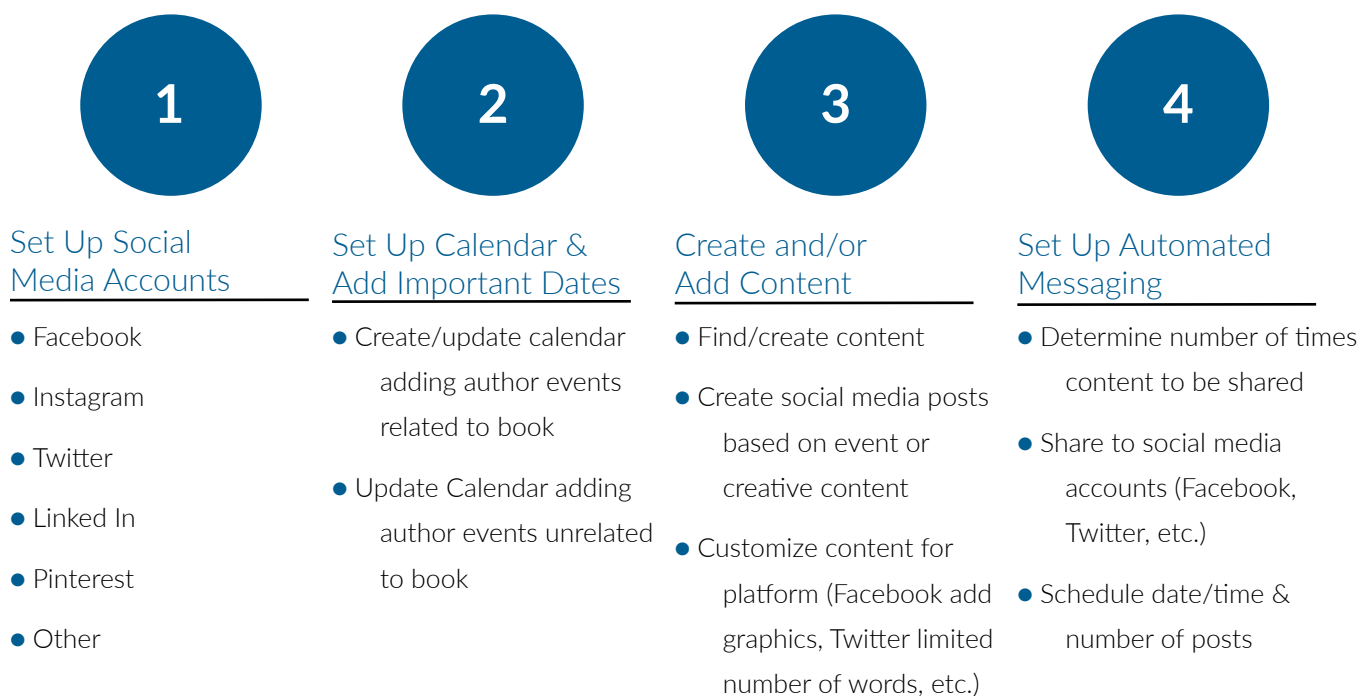 1
Set Up Social
Media Accounts
● Facebook
● Instagram
● Twitter
● Linked In
● Pinterest
● Other
2
Set Up Calendar &
Add Important Dates
● Create/update calendar
adding author events
related to book
● Update Calendar adding
author events unrelated
to book
3
Create and/or
Add Content
● Find/create content
● Create social media posts
based on event or
creative content
● Customize content for
platform (Facebook add
graphics, Twitter limited
number of words, etc.)
4
Set Up Automated
Messaging
● Determine number of times
content to be shared
● Share to social media
accounts (Facebook,
Twitter, etc.)
● Schedule date/time &
number of posts